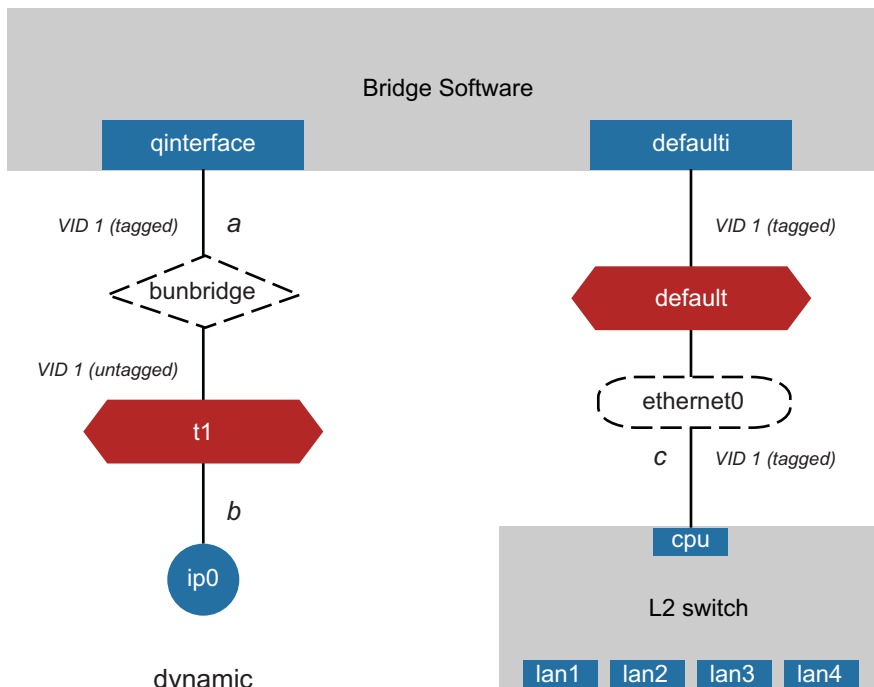 Bridge Software
qinterface
defaulti
VID 1 (tagged)
a
VID 1 (tagged)
bunbridge
default
VID 1 (untagged)
ethernet0
t1
c
VID 1 (tagged)
b
cpu
ip0
L2 switch
dynamic
lan1
lan2
lan3
lan4